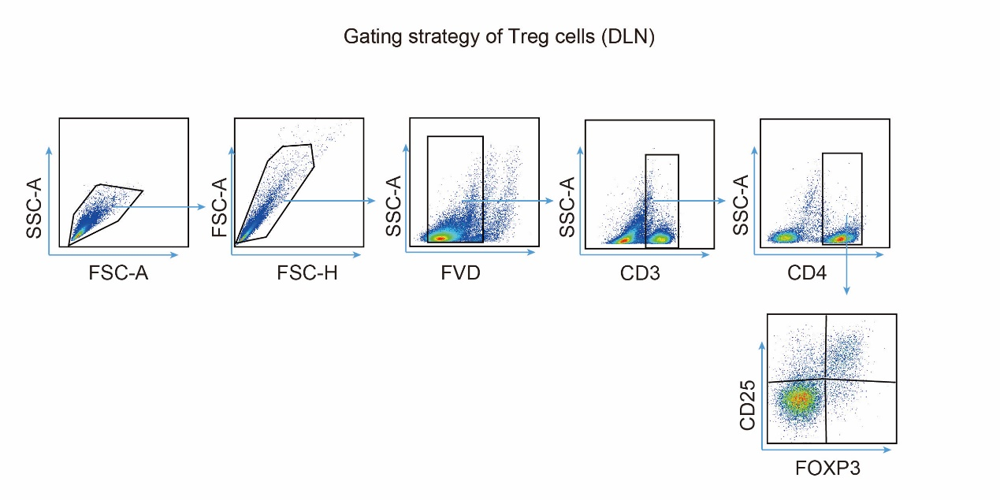 Gating strategy of Treg cells (DLN)
SSC-A
FSC-A
FSC-A
FSC-H
SSC-A
FVD
SSC-A
CD3
SSC-A
CD4
CD25
FOXP3